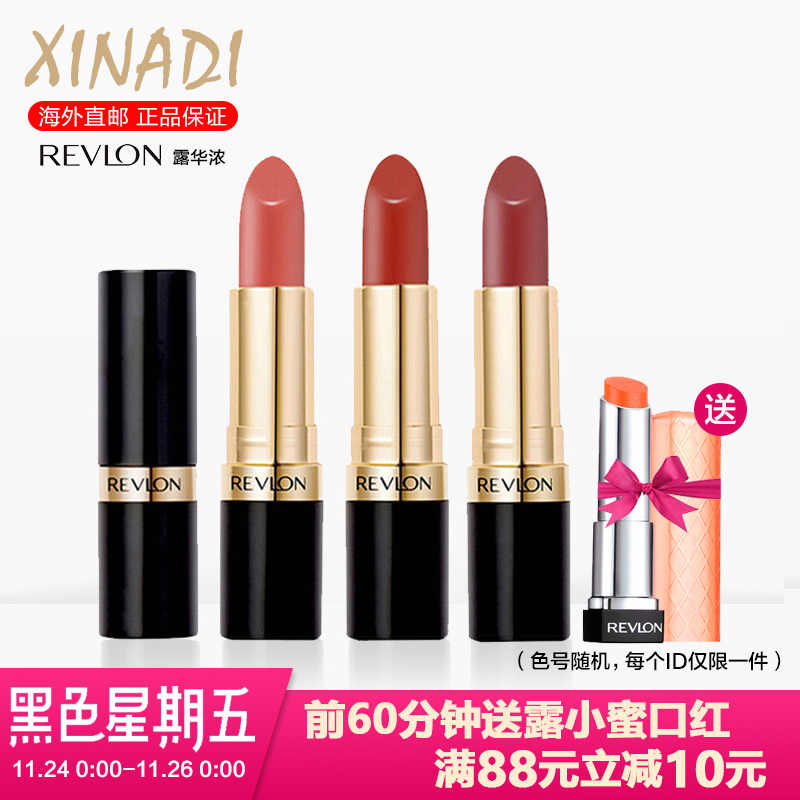 XINADI
海外直邮 正品保证
REVLON 露华浓
REVLON
REVLON
REVLON
REVLON
送
REVLON
（色号随机，每个ID仅限一件）
黑色星期五
11.24 0:00-11.26 0:00
前60分钟送露小蜜口红
满88元立减10元